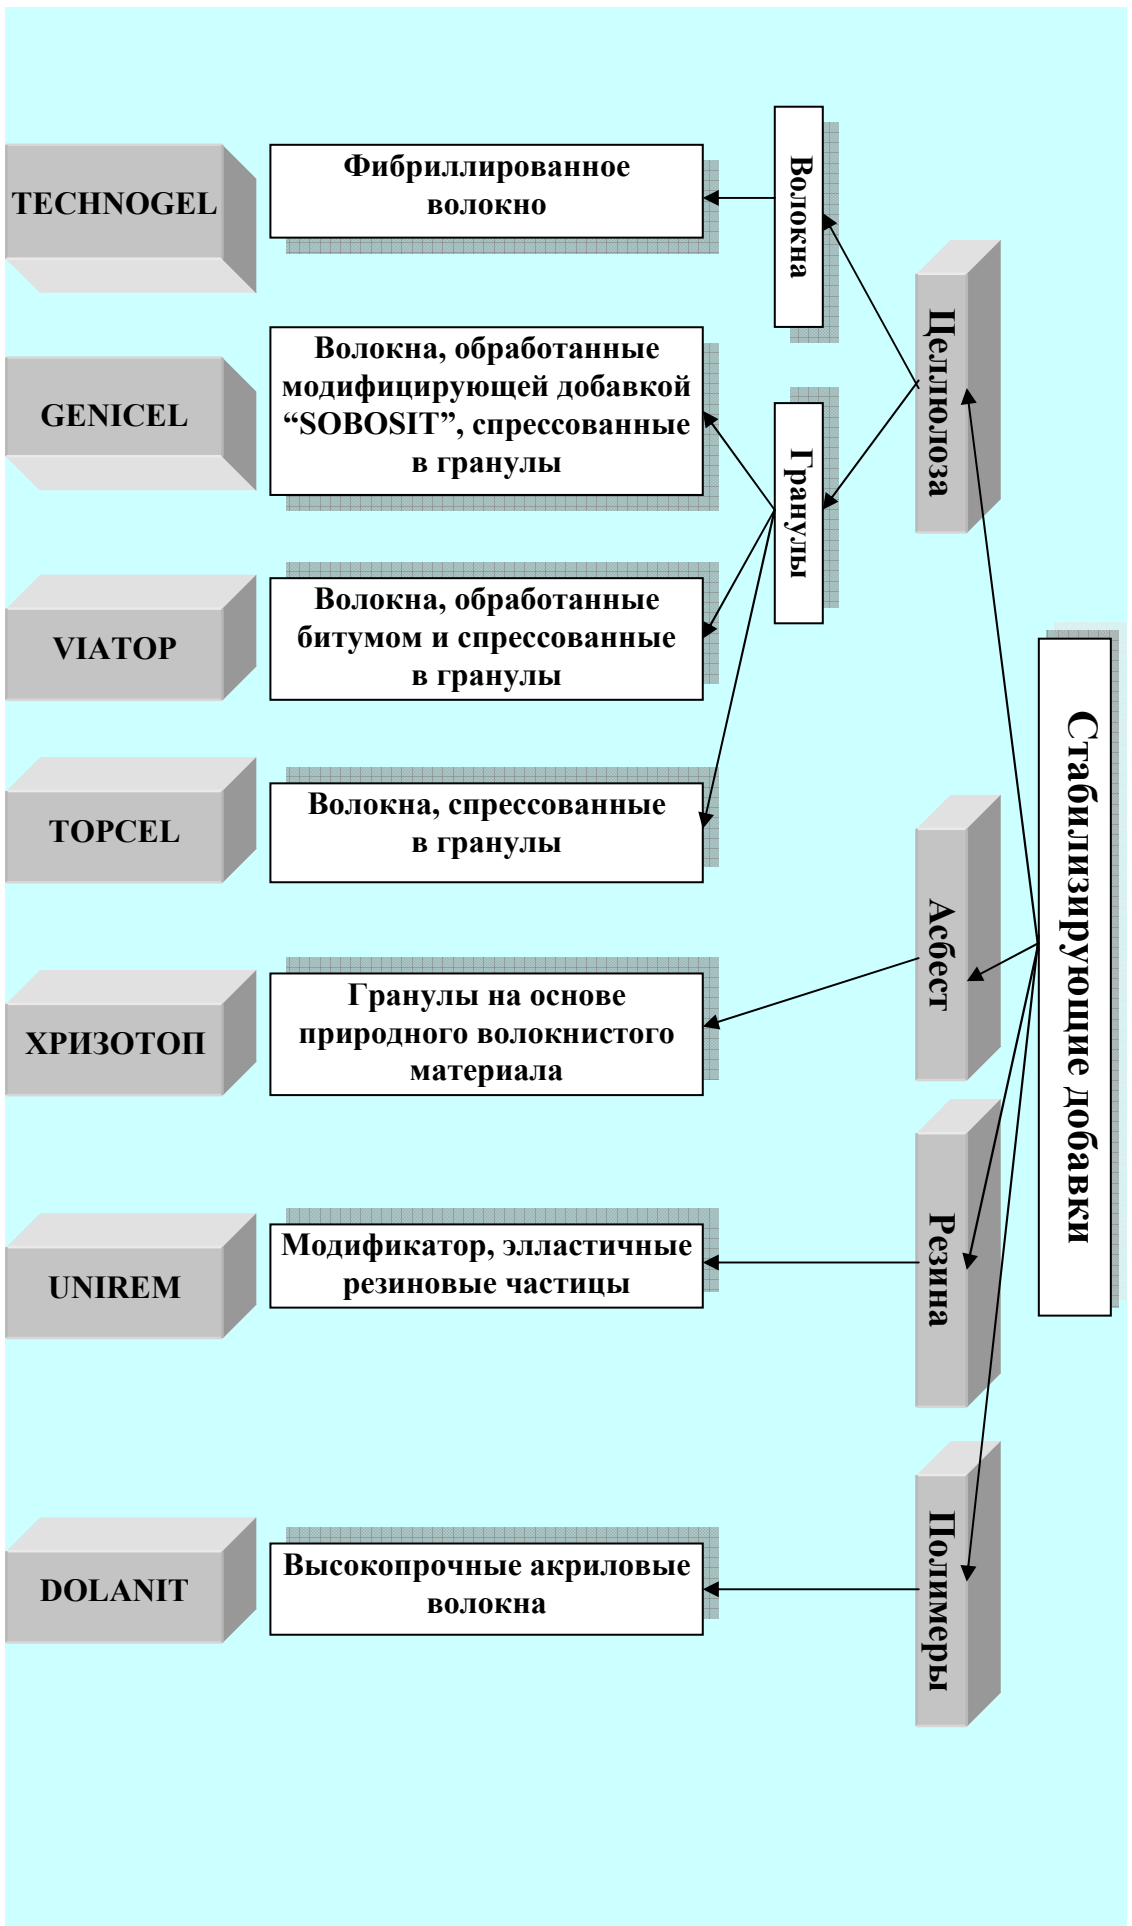 Стабилизирующие добавки
Целлюлоза
Асбест
Резина
Полимеры
Волокна
Гранулы
Фибриллированное
волокно
Волокна, обработанные
модифицирующей добавкой
“SOBOSIT”, спрессованные
в гранулы
Волокна, обработанные
битумом и спрессованные
в гранулы
Волокна, спрессованные
в гранулы
Гранулы на основе
природного волокнистого
материала
Модификатор, элластичные
резиновые частицы
Высокопрочные акриловые
волокна
TECHNOGEL
GENICEL
VIATOP
TOPCEL
ХРИЗОТОП
UNIREM
DOLANIT